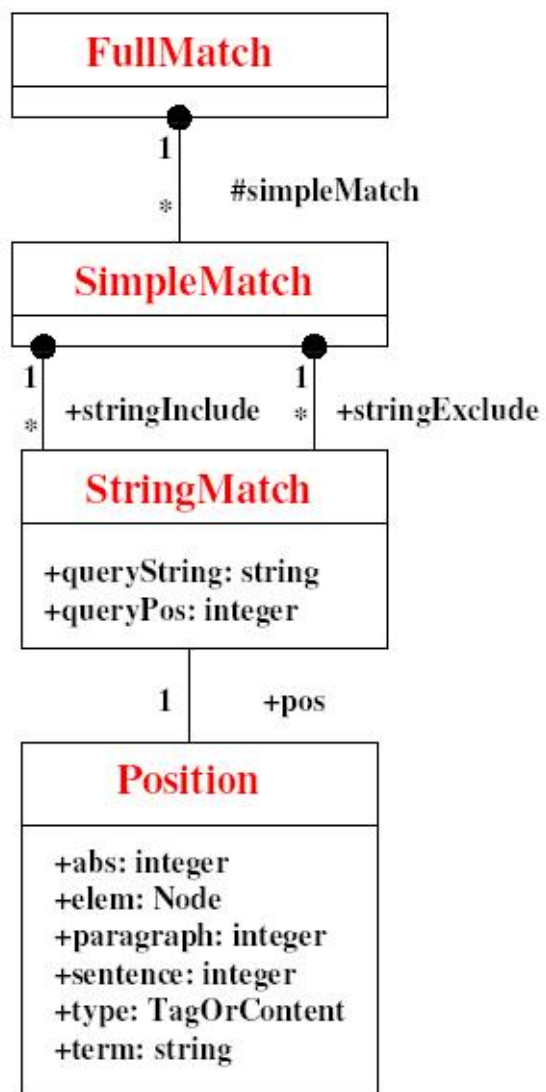 FullMatch
1
* #simpleMatch
SimpleMatch
1 1
* +stringInclude * +stringExclude
StringMatch
+queryString: string
+queryPos: integer
1 +pos
Position
+abs: integer
+elem: Node
+paragraph: integer
+sentence: integer
+type: TagOrContent
+term: string